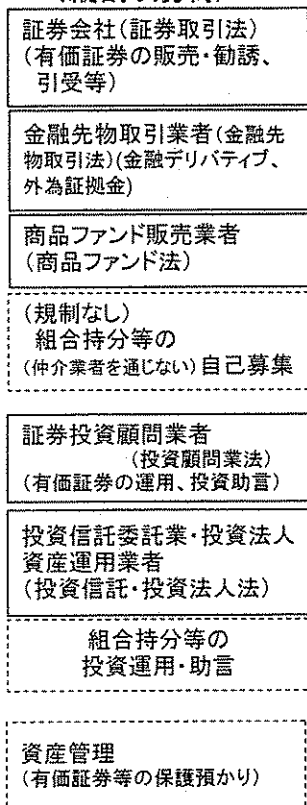 証券会社(証券取引法)
(有価証券の販売・勧誘、
引受等)
金融先物取引業者(金融先
物取引法)(金融デリバティブ、
外為証拠金)
商品ファンド販売業者
(商品ファンド法)
(規制なし)
組合持分等の
(仲介業者を通じない)自己募集
証券投資顧問業者
(投資顧問業法)
(有価証券の運用、投資助言)
投資信託委託業・投資法人
資産運用業者
(投資信託・投資法人法)
組合持分等の
投資運用・助言
資産管理
(有価証券等の保護預かり)